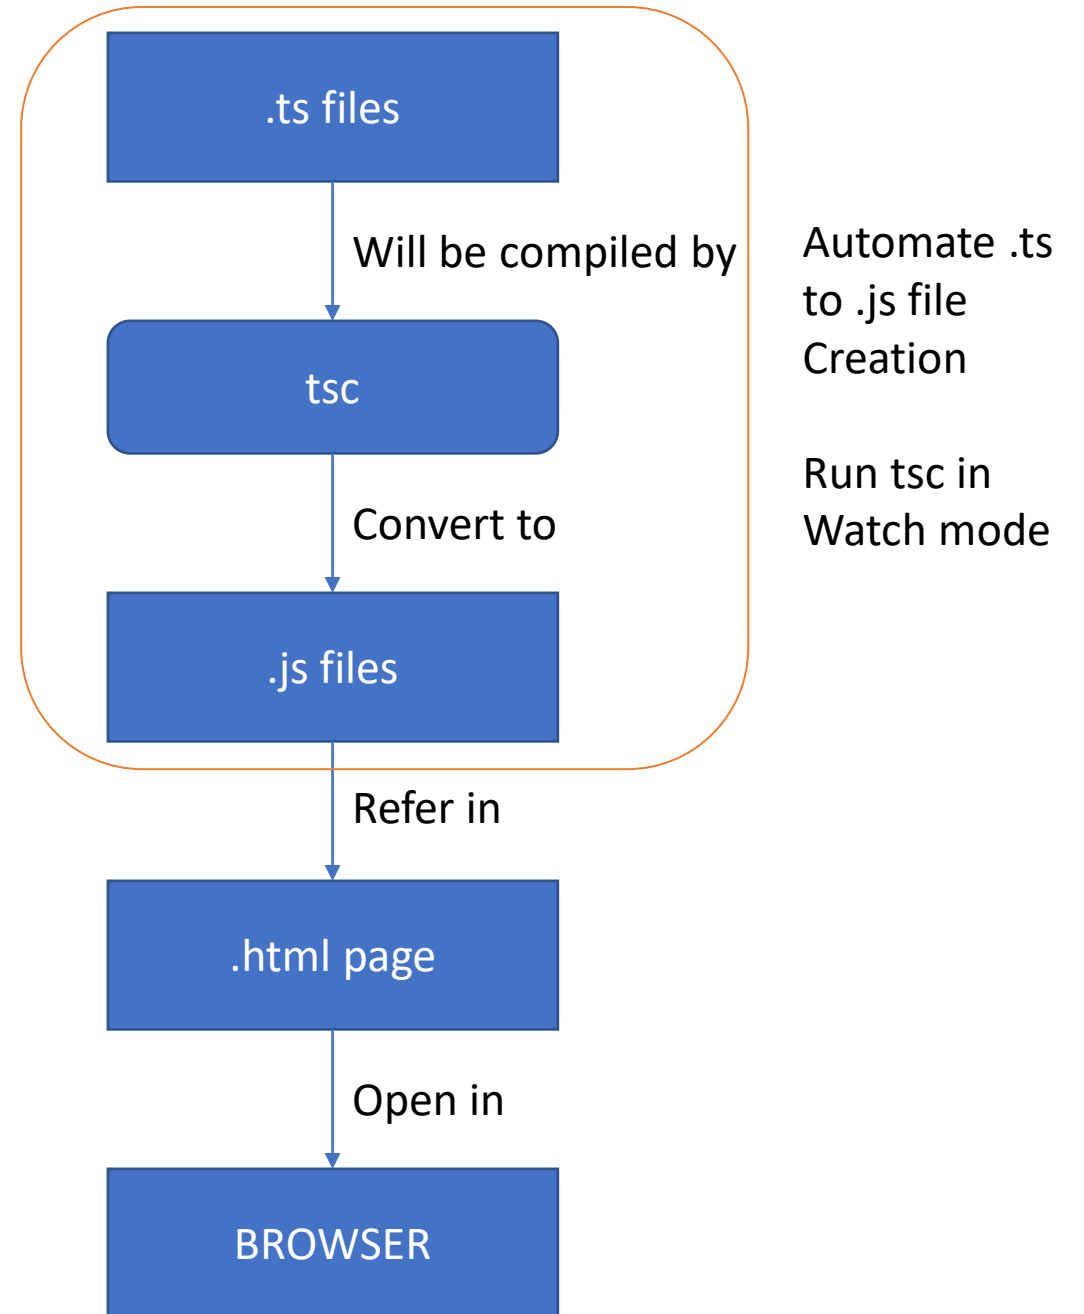 .ts files
Will be compiled by
tsc
Convert to
.js files
Refer in
.html page
Open in
BROWSER
Automate .ts
to .js file
Creation
Run tsc in
Watch mode